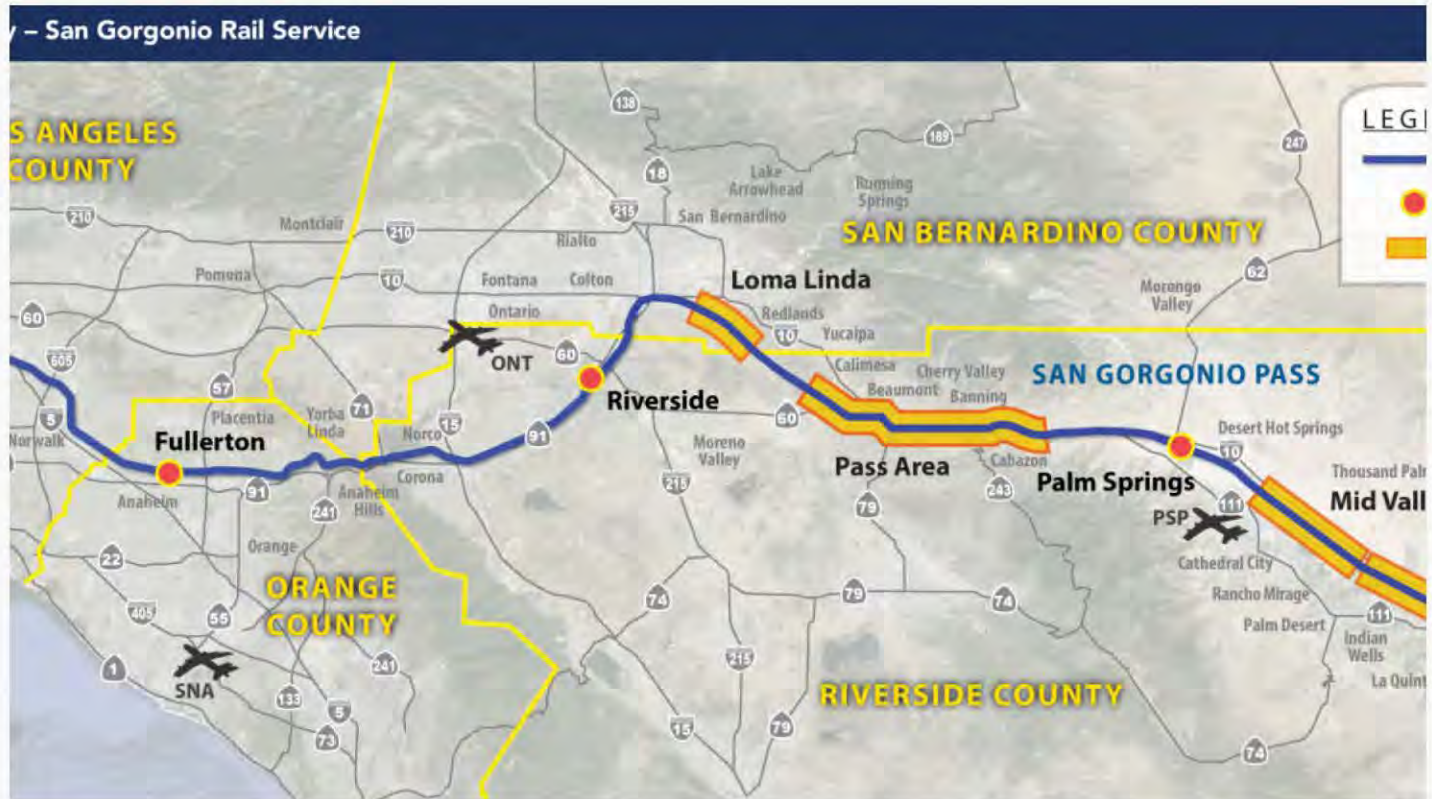 – San Gorgonio Rail Service
S ANGELES
COUNTY
138
189
247
LEGE
18
Lake
Arrowhead
Running
Springs
210
Montclair
210
215
San Bernardino
SAN BERNARDINO COUNTY
Rialto
62
Pomona
10
Fontana
Colton
Loma Linda
Morongo
Valley
60
Ontario
Redlands
10
Yucaipa
605
ONT
60
Calimesa
Cherry Valley
SAN GORGONIO PASS
57
Beaumont
Banning
5
Placentia
Yorba
Linda
71
15
Riverside
60
Norwalk
Fullerton
Norco
91
Moreno
Valley
Desert Hot Springs
10
Pass Area
Cabazon
Palm Springs
Thousand Pal
Anaheim
91
Anaheim
Hills
Corona
215
243
111
Mid Vall
241
79
PSP
22
Orange
Cathedral City
ORANGE
COUNTY
74
79
74
Rancho Mirage
405
55
111
Palm Desert
Indian
Wells
1
SNA
241
215
La Quint
133
5
RIVERSIDE COUNTY
73
15
79
74